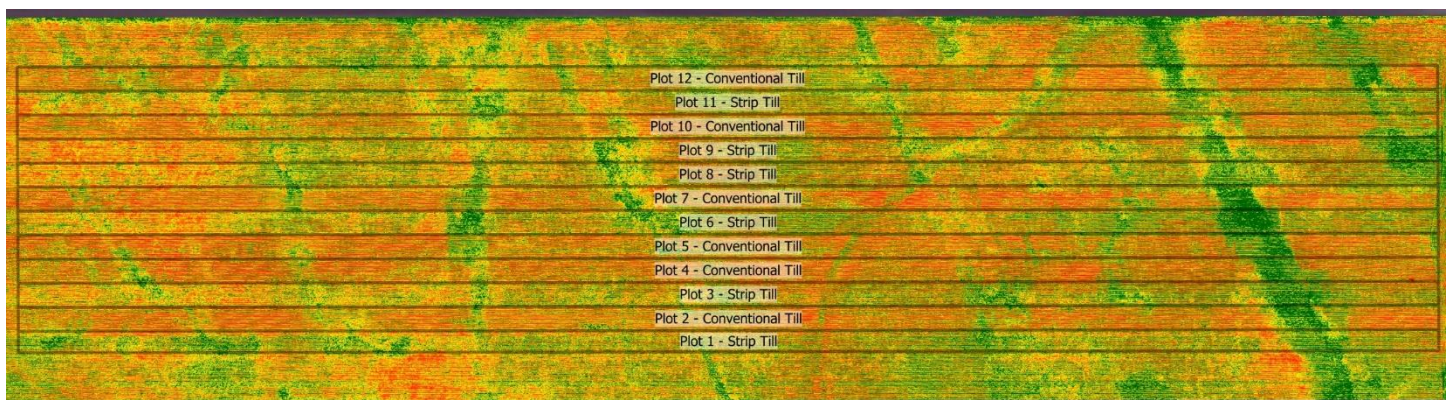 Plot 12 - Conventional Till
Plot 11 - Strip Till
Plot 10 - Conventional Till
Plot 9 - Strip Till
Plot 8 - Strip Till
Plot 7 - Conventional Till
Plot 6 - Strip Till
Plot 5 - Conventional Till
Plot 4 - Conventional Till
Plot 3 - Strip Till
Plot 2 - Conventional Till
Plot 1 - Strip Till